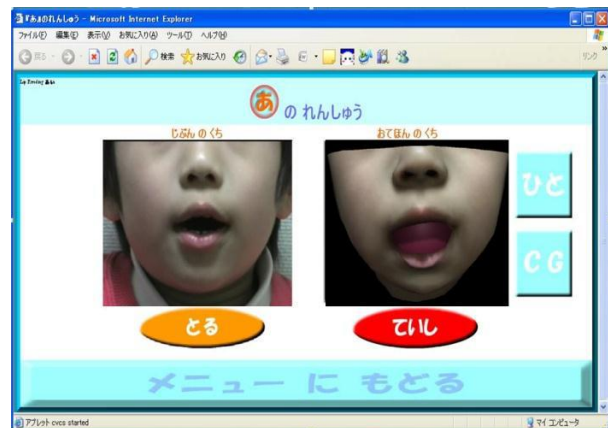 『あ』のれんしゅう - Microsoft Internet Explorer
ファイル(F) 編集(E) 表示(V) お気に入り(A) ツール(T) ヘルプ(H)
戻る 検索 お気に入り リンク »
あ の れんしゅう
じぶん の くち おてほん の くち
ひと
CG
とる ていし
メニュー に もどる
アプレット cvcs started マイ コンピュータ